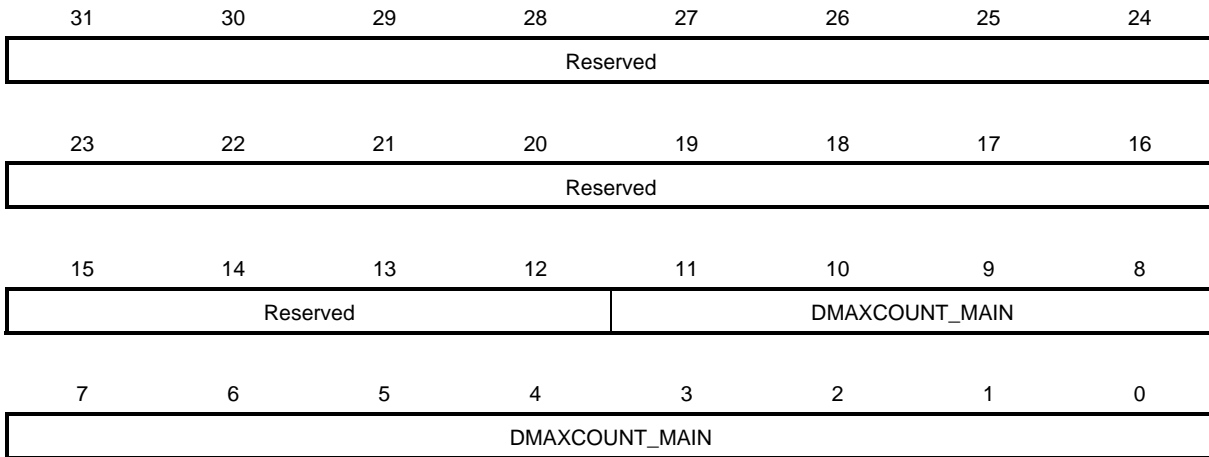 31 30 29 28 27 26 25 24
Reserved
23 22 21 20 19 18 17 16
Reserved
15 14 13 12 11 10 9 8
Reserved DMAXCOUNT_MAIN
7 6 5 4 3 2 1 0
DMAXCOUNT_MAIN